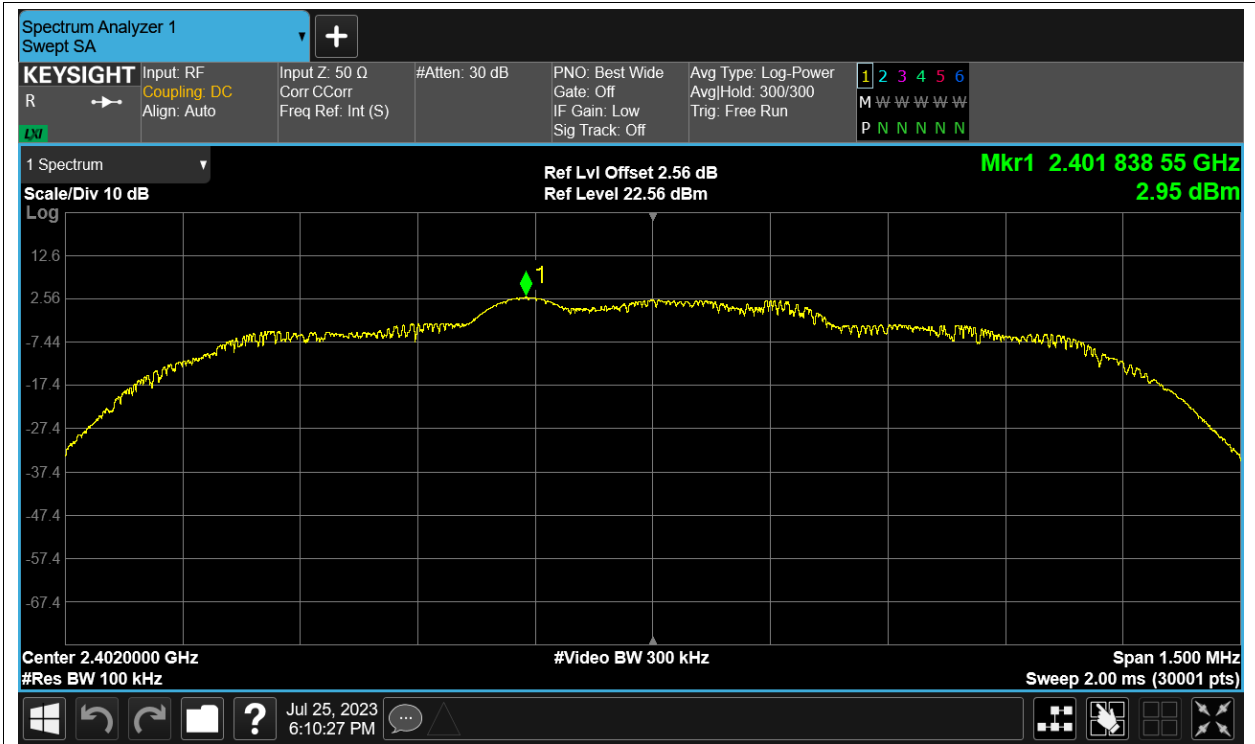 Spectrum Analyzer 1
Swept SA
+
KEYSIGHT
R
LXI
Input: RF
Coupling: DC
Align: Auto
Input Z: 50 Ω
Corr CCorr
Freq Ref: Int (S)
#Atten: 30 dB
PNO: Best Wide
Gate: Off
IF Gain: Low
Sig Track: Off
Avg Type: Log-Power
Avg|Hold: 300/300
Trig: Free Run
1 2 3 4 5 6
M W W W W W
P N N N N N
1 Spectrum
Scale/Div 10 dB
Log
Ref Lvl Offset 2.56 dB
Ref Level 22.56 dBm
Mkr1 2.401 838 55 GHz
2.95 dBm
12.6
2.56
-7.44
-17.4
-27.4
-37.4
-47.4
-57.4
-67.4
1
Center 2.4020000 GHz
#Res BW 100 kHz
#Video BW 300 kHz
Span 1.500 MHz
Sweep 2.00 ms (30001 pts)
?
Jul 25, 2023
6:10:27 PM